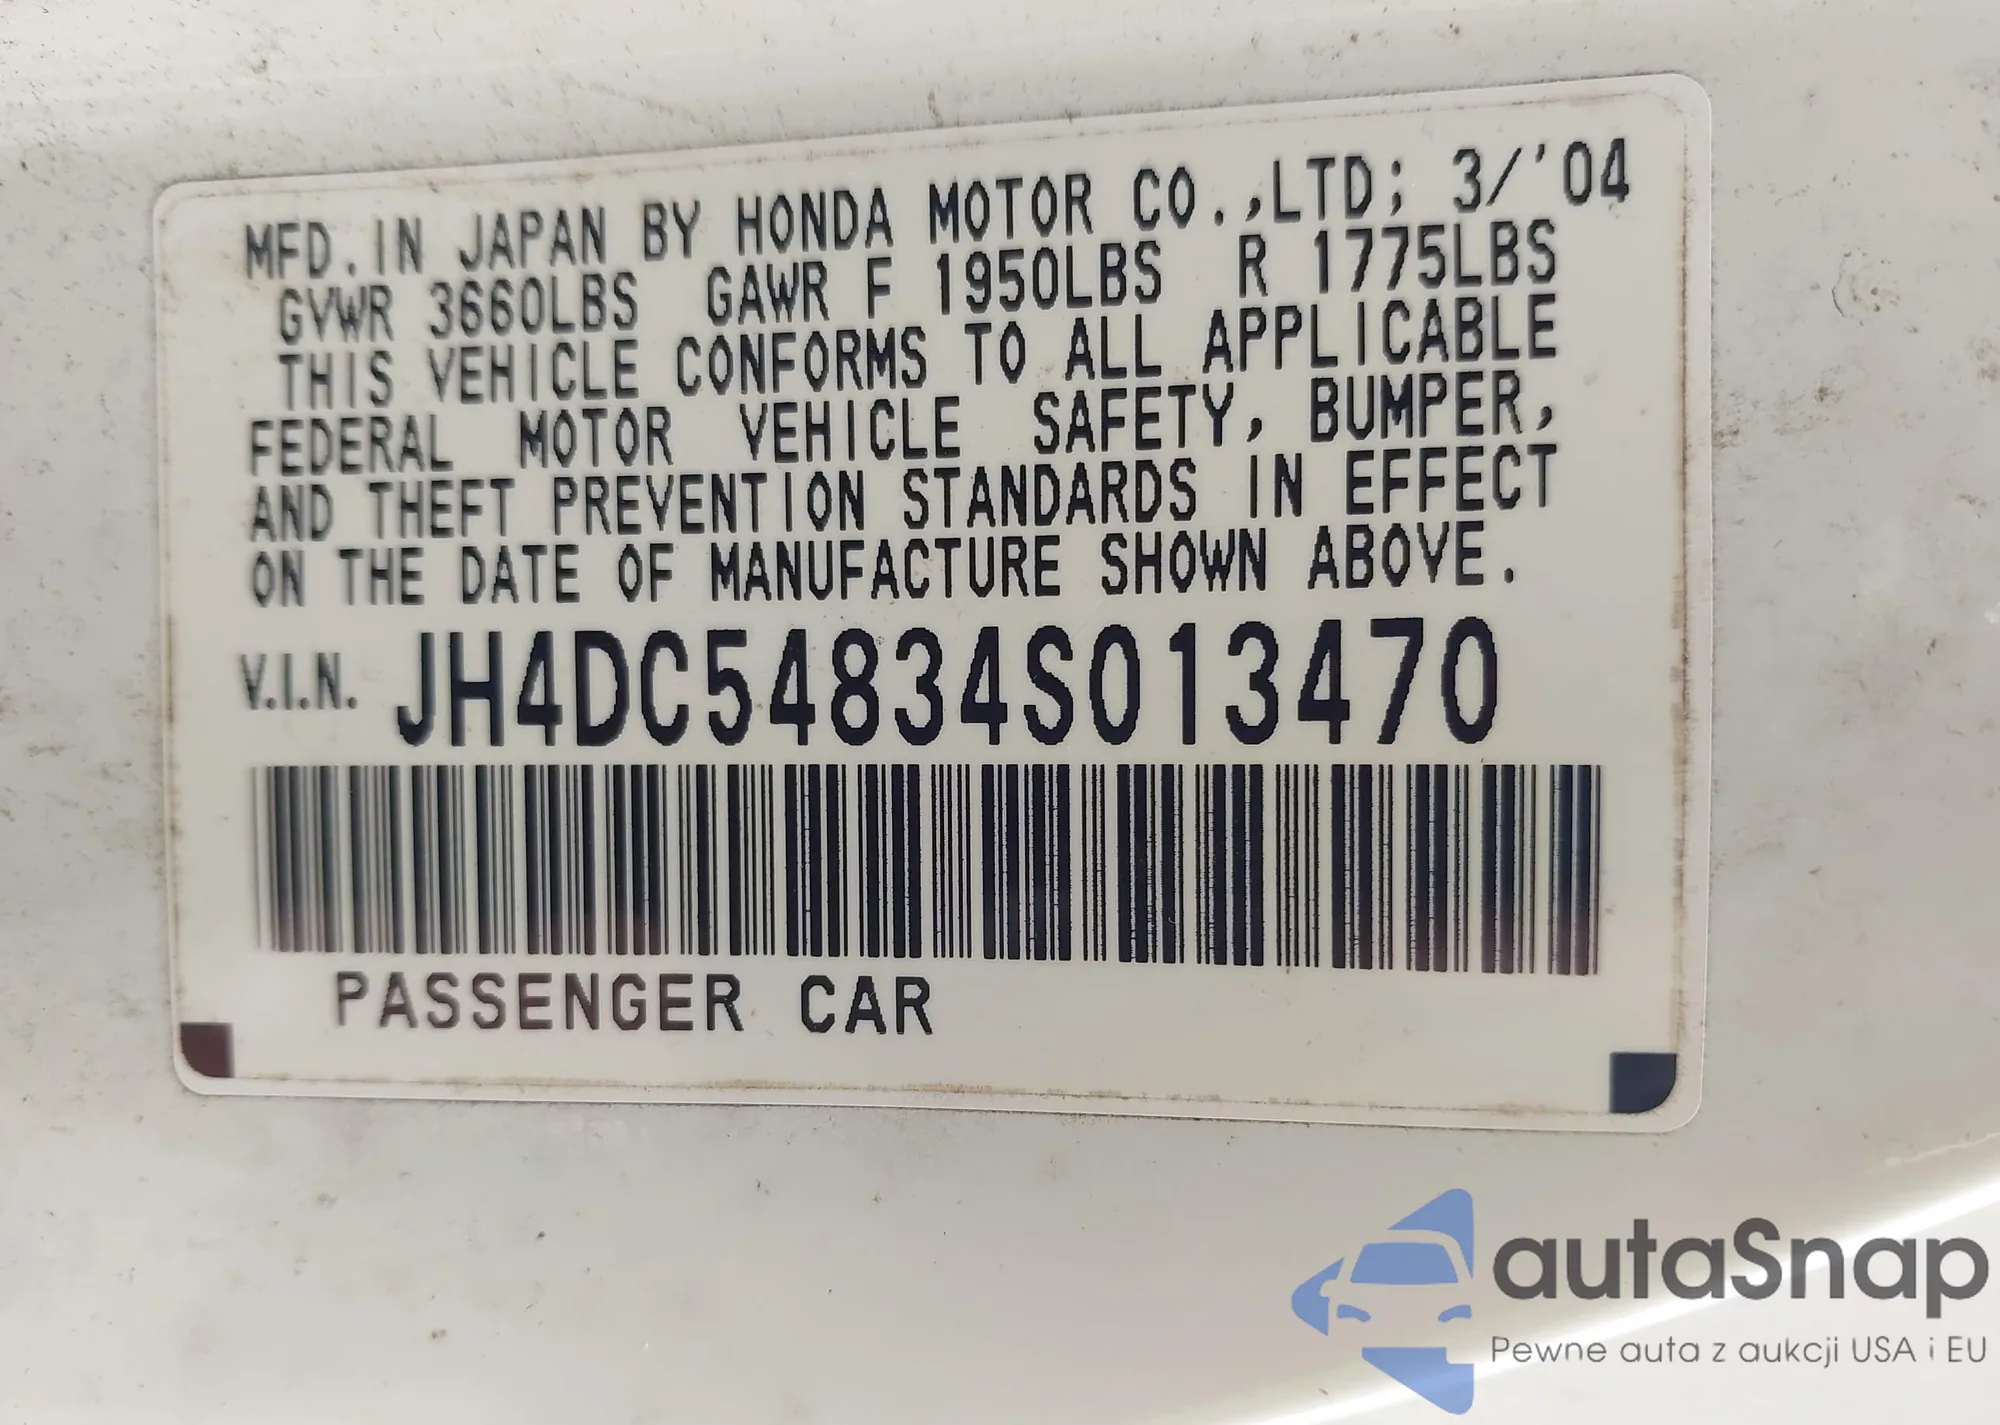 MFD. IN JAPAN BY HONDA MOTOR CO.,LTD; 3/'04
GVWR 3660LBS GAWR F 1950LBS R 1775LBS
THIS VEHICLE CONFORMS TO ALL APPLICABLE
FEDERAL MOTOR VEHICLE SAFETY, BUMPER,
AND THEFT PREVENTION STANDARDS IN EFFECT
ON THE DATE OF MANUFACTURE SHOWN ABOVE.
V.I.N. JH4DC54834S013470
PASSENGER CAR
autaSnap
Pewne auta z aukcji USA i EU